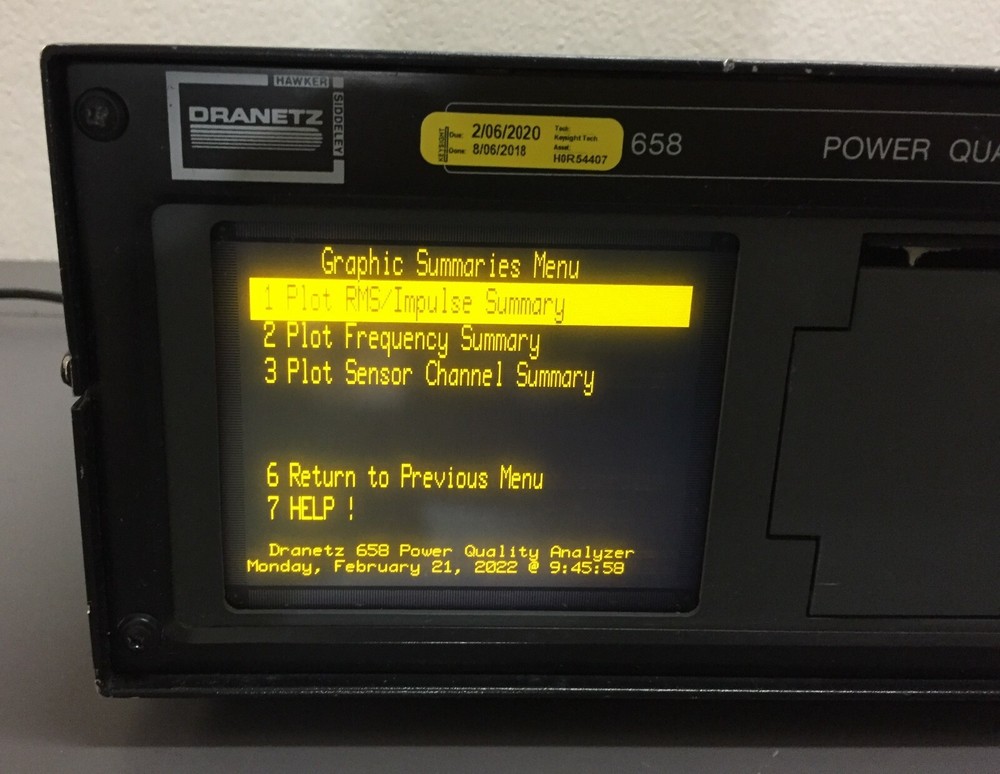 HAWKER
SIDDELEY
DRANETZ
KEYSIGHT
Due: 2/06/2020
Done: 8/06/2018
Tech:
Keysight Tech
Asset:
H0R54407
658
POWER QUA
Graphic Summaries Menu
1 Plot RMS/Impulse Summary
2 Plot Frequency Summary
3 Plot Sensor Channel Summary
6 Return to Previous Menu
7 HELP !
Dranetz 658 Power Quality Analyzer
Monday, February 21, 2022 @ 9:45:58